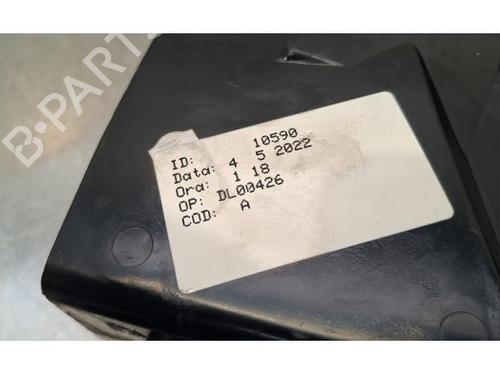 B-PARTS
ID: 10590
Data: 4 5 2022
Ora: 1 18
OP: DL00426
COD: A